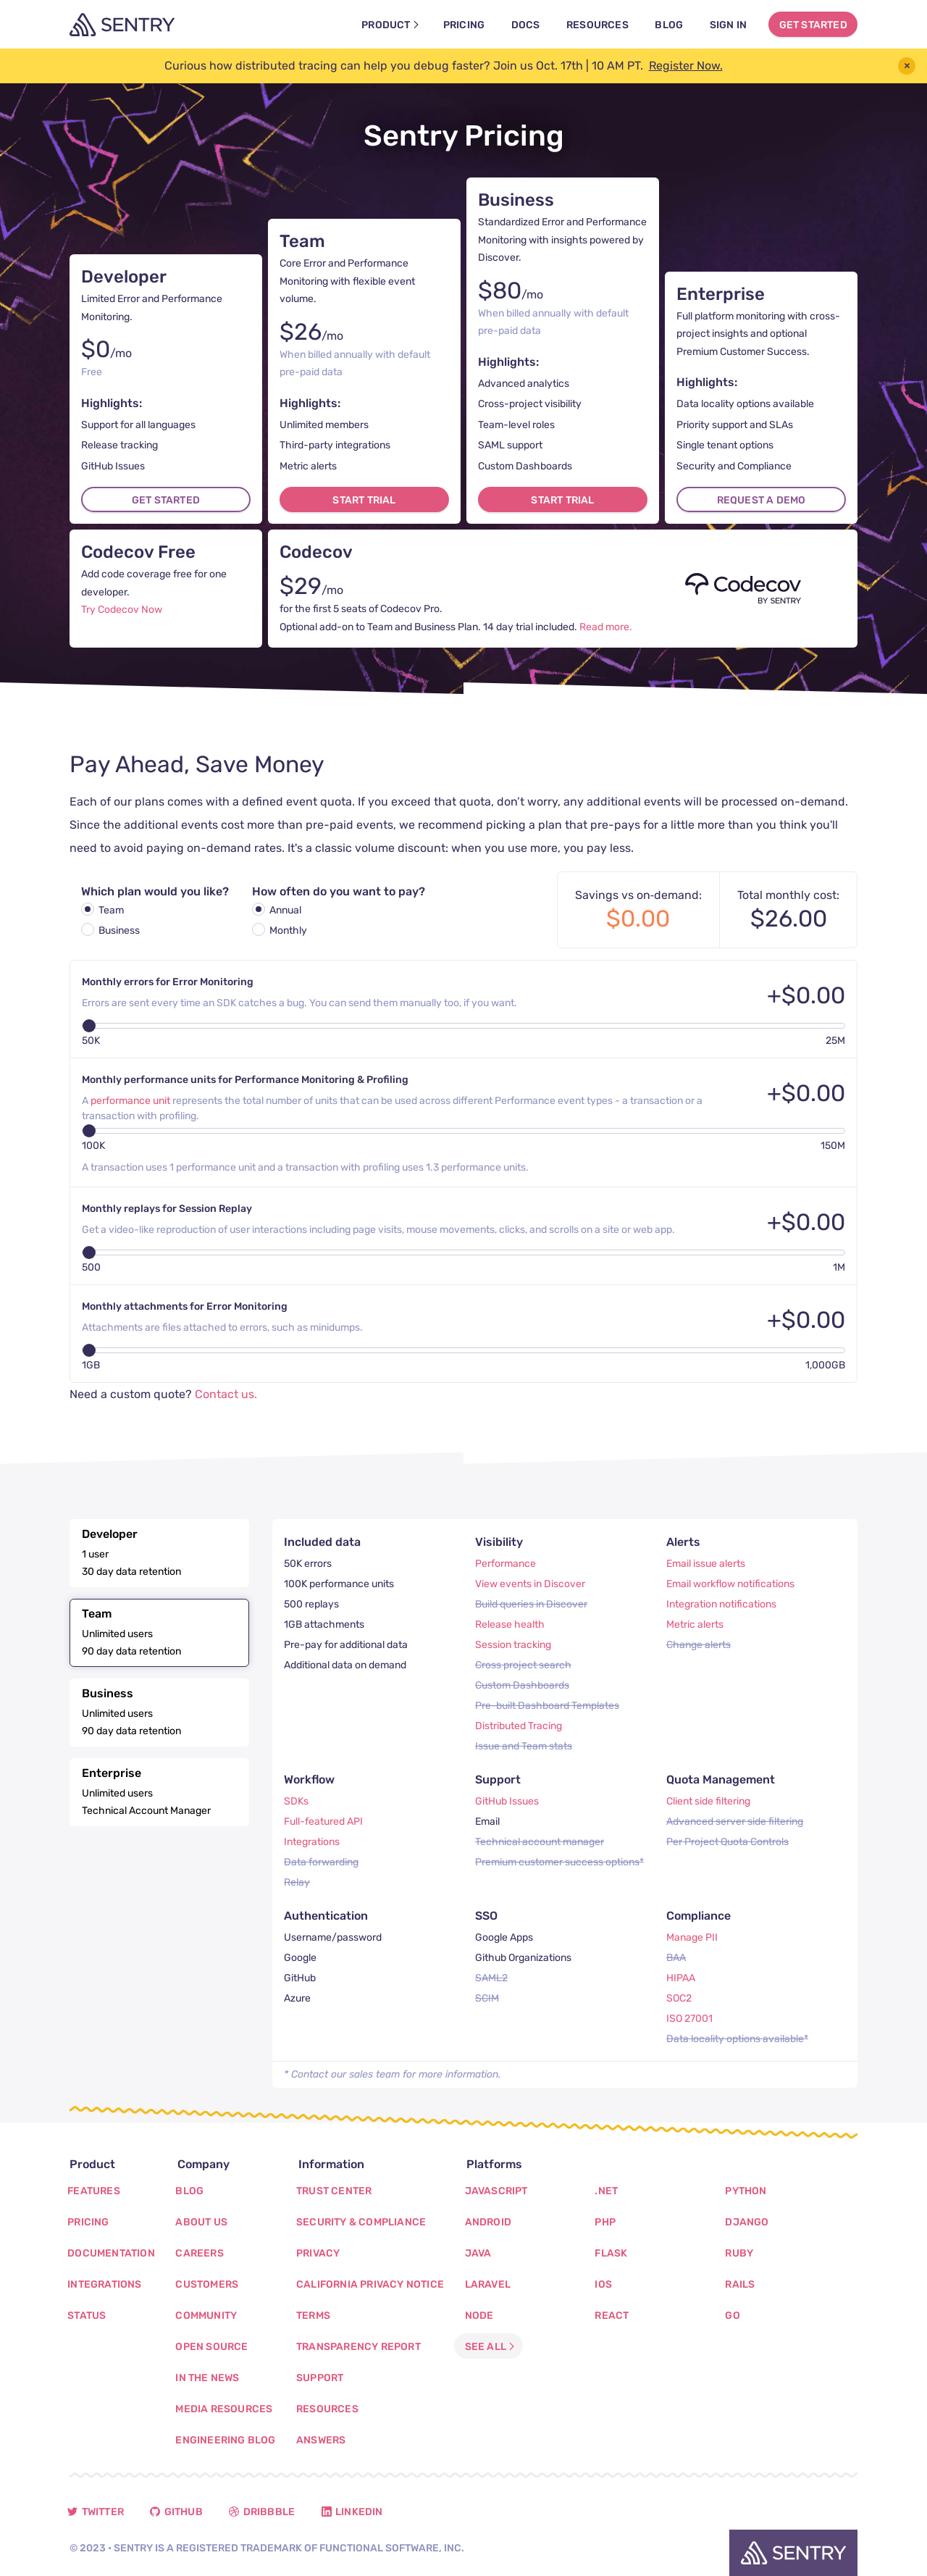 SENTRY
PRODUCT
PRICING
DOCS
RESOURCES
BLOG
SIGN IN
GET STARTED
Curious how distributed tracing can help you debug faster? Join us Oct. 17th | 10 AM PT. Register Now.
Sentry Pricing
Developer
Limited Error and Performance
Monitoring.
$0/mo
Free
Highlights:
Support for all languages
Release tracking
GitHub Issues
GET STARTED
Team
Core Error and Performance
Monitoring with flexible event
volume.
$26/mo
When billed annually with default
pre-paid data
Highlights:
Unlimited members
Third-party integrations
Metric alerts
START TRIAL
Business
Standardized Error and Performance
Monitoring with insights powered by
Discover.
$80/mo
When billed annually with default
pre-paid data
Highlights:
Advanced analytics
Cross-project visibility
Team-level roles
SAML support
Custom Dashboards
START TRIAL
Enterprise
Full platform monitoring with cross-
project insights and optional
Premium Customer Success.
Highlights:
Data locality options available
Priority support and SLAs
Single tenant options
Security and Compliance
REQUEST A DEMO
Codecov Free
Add code coverage free for one
developer.
Try Codecov Now
Codecov
$29/mo
for the first 5 seats of Codecov Pro.
Optional add-on to Team and Business Plan. 14 day trial included. Read more.
Codecov
BY SENTRY
Pay Ahead, Save Money
Each of our plans comes with a defined event quota. If you exceed that quota, don't worry, any additional events will be processed on-demand.
Since the additional events cost more than pre-paid events, we recommend picking a plan that pre-pays for a little more than you think you'll
need to avoid paying on-demand rates. It's a classic volume discount: when you use more, you pay less.
Which plan would you like?
Team
Business
How often do you want to pay?
Annual
Monthly
Savings vs on-demand:
$0.00
Total monthly cost:
$26.00
Monthly errors for Error Monitoring
Errors are sent every time an SDK catches a bug. You can send them manually too, if you want.
+$0.00
50K
25M
Monthly performance units for Performance Monitoring & Profiling
A performance unit represents the total number of units that can be used across different Performance event types - a transaction or a
transaction with profiling.
+$0.00
100K
150M
A transaction uses 1 performance unit and a transaction with profiling uses 1.3 performance units.
Monthly replays for Session Replay
Get a video-like reproduction of user interactions including page visits, mouse movements, clicks, and scrolls on a site or web app.
+$0.00
500
1M
Monthly attachments for Error Monitoring
Attachments are files attached to errors, such as minidumps.
+$0.00
1GB
1,000GB
Need a custom quote? Contact us.
Developer
1 user
30 day data retention
Team
Unlimited users
90 day data retention
Business
Unlimited users
90 day data retention
Enterprise
Unlimited users
Technical Account Manager
Included data
50K errors
100K performance units
500 replays
1GB attachments
Pre-pay for additional data
Additional data on demand
Visibility
Performance
View events in Discover
Build queries in Discover
Release health
Session tracking
Cross project search
Custom Dashboards
Pre-built Dashboard Templates
Distributed Tracing
Issue and Team stats
Alerts
Email issue alerts
Email workflow notifications
Integration notifications
Metric alerts
Change alerts
Workflow
SDKs
Full-featured API
Integrations
Data forwarding
Relay
Support
GitHub Issues
Email
Technical account manager
Premium customer success options*
Quota Management
Client side filtering
Advanced server side filtering
Per Project Quota Controls
Authentication
Username/password
Google
GitHub
Azure
SSO
Google Apps
Github Organizations
SAML2
SCIM
Compliance
Manage PII
BAA
HIPAA
SOC2
ISO 27001
Data locality options available*
* Contact our sales team for more information.
Product
FEATURES
PRICING
DOCUMENTATION
INTEGRATIONS
STATUS
Company
BLOG
ABOUT US
CAREERS
CUSTOMERS
COMMUNITY
OPEN SOURCE
IN THE NEWS
MEDIA RESOURCES
ENGINEERING BLOG
Information
TRUST CENTER
SECURITY & COMPLIANCE
PRIVACY
CALIFORNIA PRIVACY NOTICE
TERMS
TRANSPARENCY REPORT
SUPPORT
RESOURCES
ANSWERS
Platforms
JAVASCRIPT
ANDROID
JAVA
LARAVEL
NODE
SEE ALL
.NET
PHP
FLASK
IOS
REACT
PYTHON
DJANGO
RUBY
RAILS
GO
TWITTER
GITHUB
DRIBBBLE
LINKEDIN
© 2023 • SENTRY IS A REGISTERED TRADEMARK OF FUNCTIONAL SOFTWARE, INC.
SENTRY